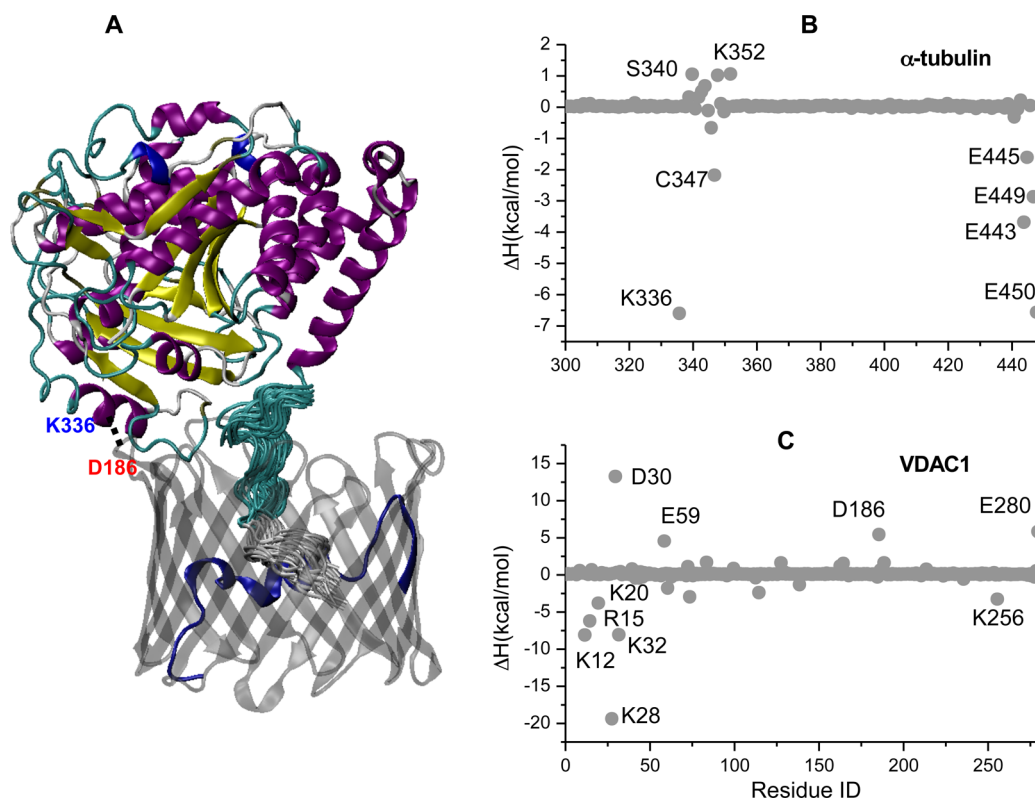 A
K336
D186
B
α-tubulin
ΔH(kcal/mol)
2
1
0
-1
-2
-3
-4
-5
-6
-7
S340
K352
C347
K336
E445
E449
E443
E450
300 320 340 360 380 400 420 440
C
VDAC1
ΔH(kcal/mol)
15
10
5
0
-5
-10
-15
-20
D30
E59
D186
E280
K20
R15
K32
K12
K28
K256
0 50 100 150 200 250
Residue ID